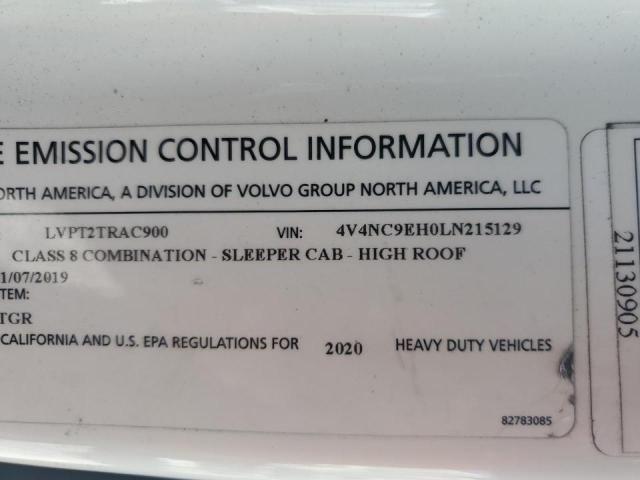 E EMISSION CONTROL INFORMATION
ORTH AMERICA, A DIVISION OF VOLVO GROUP NORTH AMERICA, LLC
: LVPT2TRAC900 VIN: 4V4NC9EH0LN215129
CLASS 8 COMBINATION - SLEEPER CAB - HIGH ROOF
1/07/2019
TEM:
TGR
CALIFORNIA AND U.S. EPA REGULATIONS FOR 2020 HEAVY DUTY VEHICLES
82783085
21130905